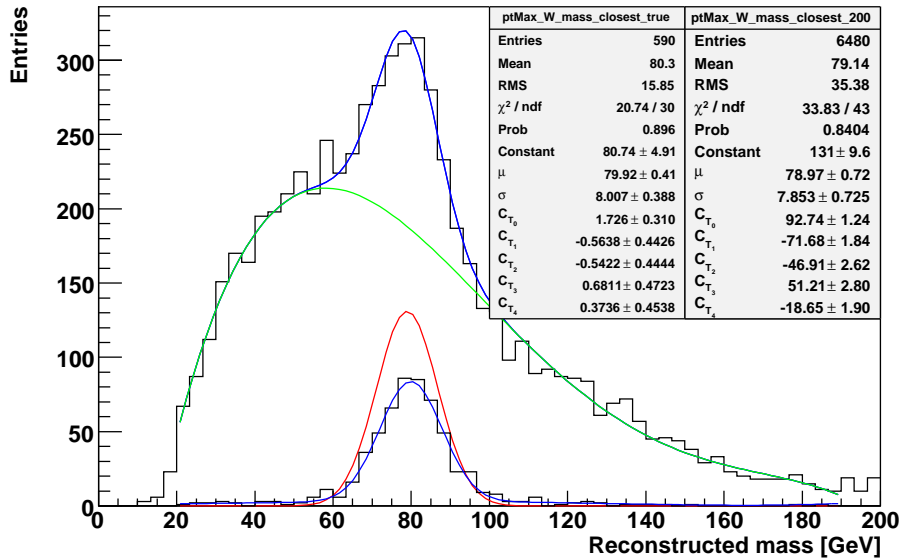 Entries
300
250
200
150
100
50
0
0 20 40 60 80 100 120 140 160 180 200
Reconstructed mass [GeV]
ptMax_W_mass_closest_true
Entries 590
Mean 80.3
RMS 15.85
χ² / ndf 20.74 / 30
Prob 0.896
Constant 80.74 ± 4.91
μ 79.92 ± 0.41
σ 8.007 ± 0.388
C_T₀ 1.726 ± 0.310
C_T₁ -0.5638 ± 0.4426
C_T₂ -0.5422 ± 0.4444
C_T₃ 0.6811 ± 0.4723
C_T₄ 0.3736 ± 0.4538
ptMax_W_mass_closest_200
Entries 6480
Mean 79.14
RMS 35.38
χ² / ndf 33.83 / 43
Prob 0.8404
Constant 131 ± 9.6
μ 78.97 ± 0.72
σ 7.853 ± 0.725
C_T₀ 92.74 ± 1.24
C_T₁ -71.68 ± 1.84
C_T₂ -46.91 ± 2.62
C_T₃ 51.21 ± 2.80
C_T₄ -18.65 ± 1.90